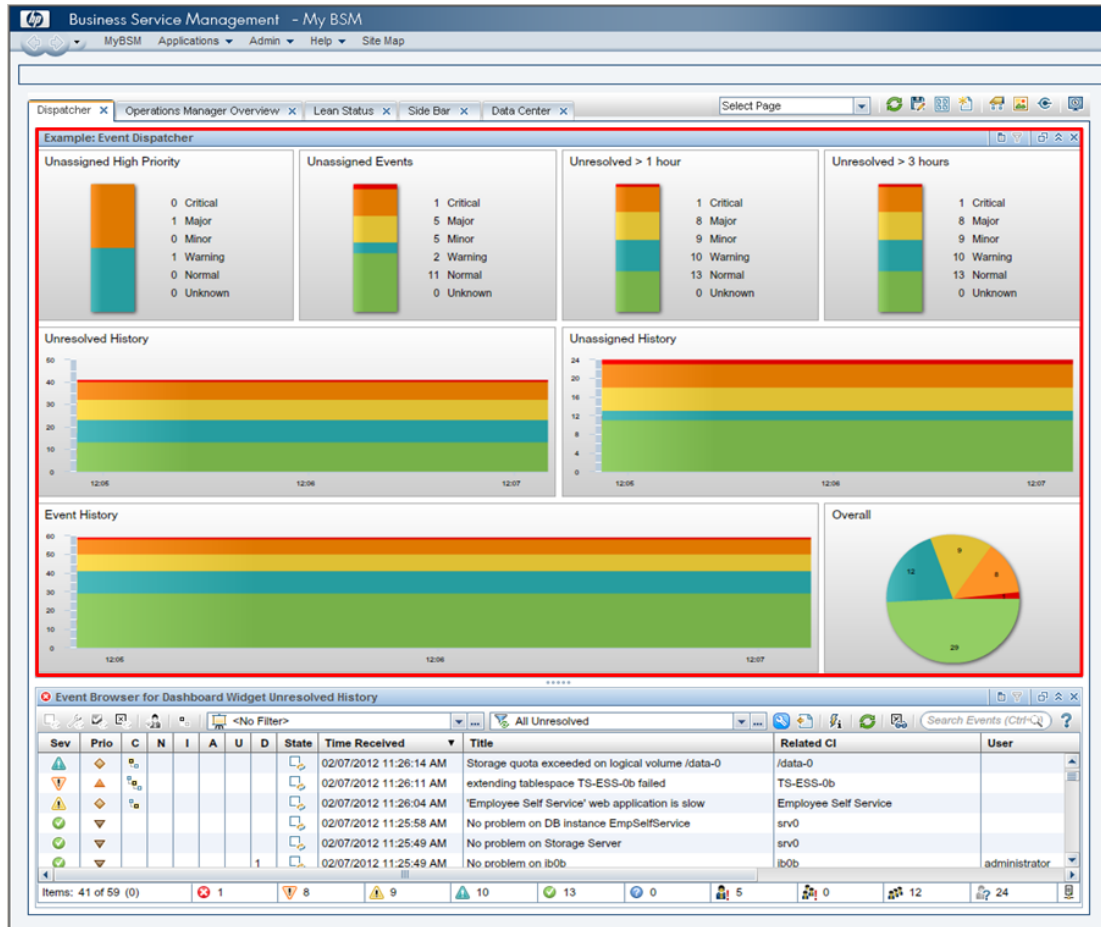 hp Business Service Management - My BSM
MyBSM Applications Admin Help Site Map
Dispatcher Operations Manager Overview Lean Status Side Bar Data Center Select Page
Example: Event Dispatcher
Unassigned High Priority
0 Critical
1 Major
0 Minor
1 Warning
0 Normal
0 Unknown
Unassigned Events
1 Critical
5 Major
5 Minor
2 Warning
11 Normal
0 Unknown
Unresolved > 1 hour
1 Critical
8 Major
9 Minor
10 Warning
13 Normal
0 Unknown
Unresolved > 3 hours
1 Critical
8 Major
9 Minor
10 Warning
13 Normal
0 Unknown
Unresolved History
50
40
30
20
10
0
12:05 12:06 12:07
Unassigned History
24
20
16
12
8
4
0
12:05 12:06 12:07
Event History
60
50
40
30
20
10
0
12:05 12:06 12:07
Overall
9
12
8
1
29
Event Browser for Dashboard Widget Unresolved History
<No Filter> ... All Unresolved ... Search Events (Ctrl+Q) ?
Sev Prio C N I A U D State Time Received Title Related CI User
02/07/2012 11:26:14 AM Storage quota exceeded on logical volume /data-0 /data-0
02/07/2012 11:26:11 AM extending tablespace TS-ESS-0b failed TS-ESS-0b
02/07/2012 11:26:04 AM 'Employee Self Service' web application is slow Employee Self Service
02/07/2012 11:25:58 AM No problem on DB instance EmpSelfService srv0
02/07/2012 11:25:49 AM No problem on Storage Server srv0
1 02/07/2012 11:25:49 AM No problem on ib0b ib0b administrator
Items: 41 of 59 (0) 1 8 9 10 13 0 5 0 12 24